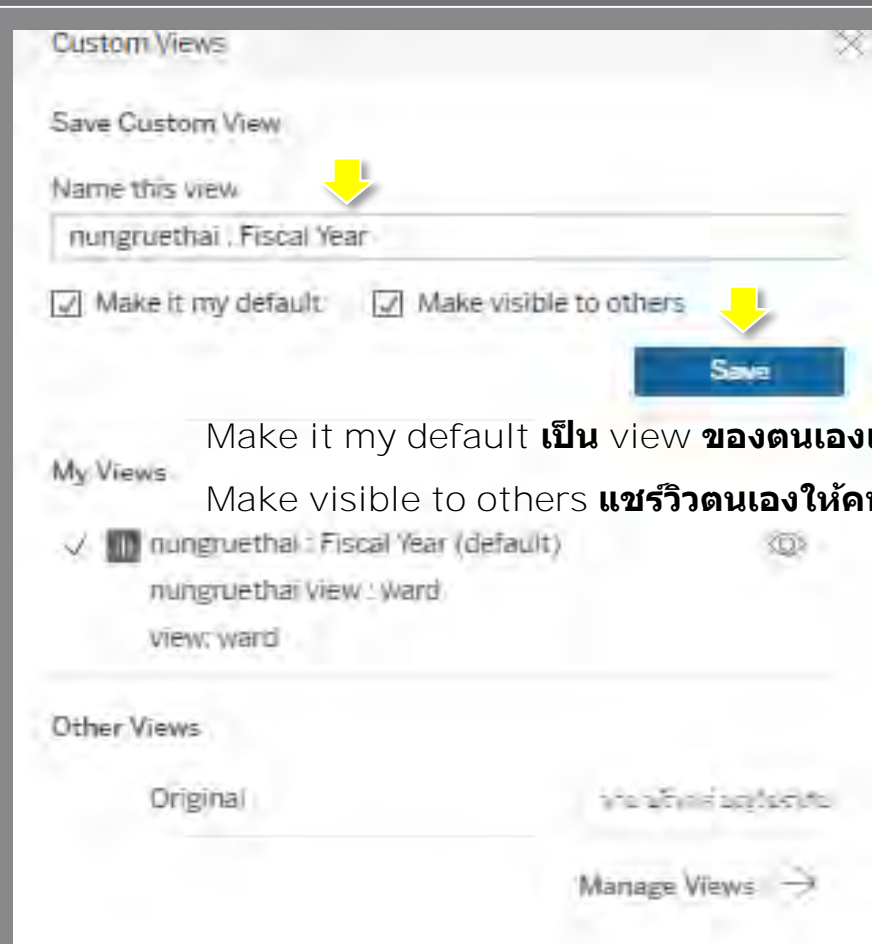 Custom Views
Save Custom View
Name this view
nungruethai : Fiscal Year
Make it my default
Make visible to others
Save
Make it my default เป็น view ของตนเอง
My Views
Make visible to others แชร์วิวตนเองให้
nungruethai : Fiscal Year (default)
nungruethai view : ward
view: ward
Other Views
Original
Manage Views →